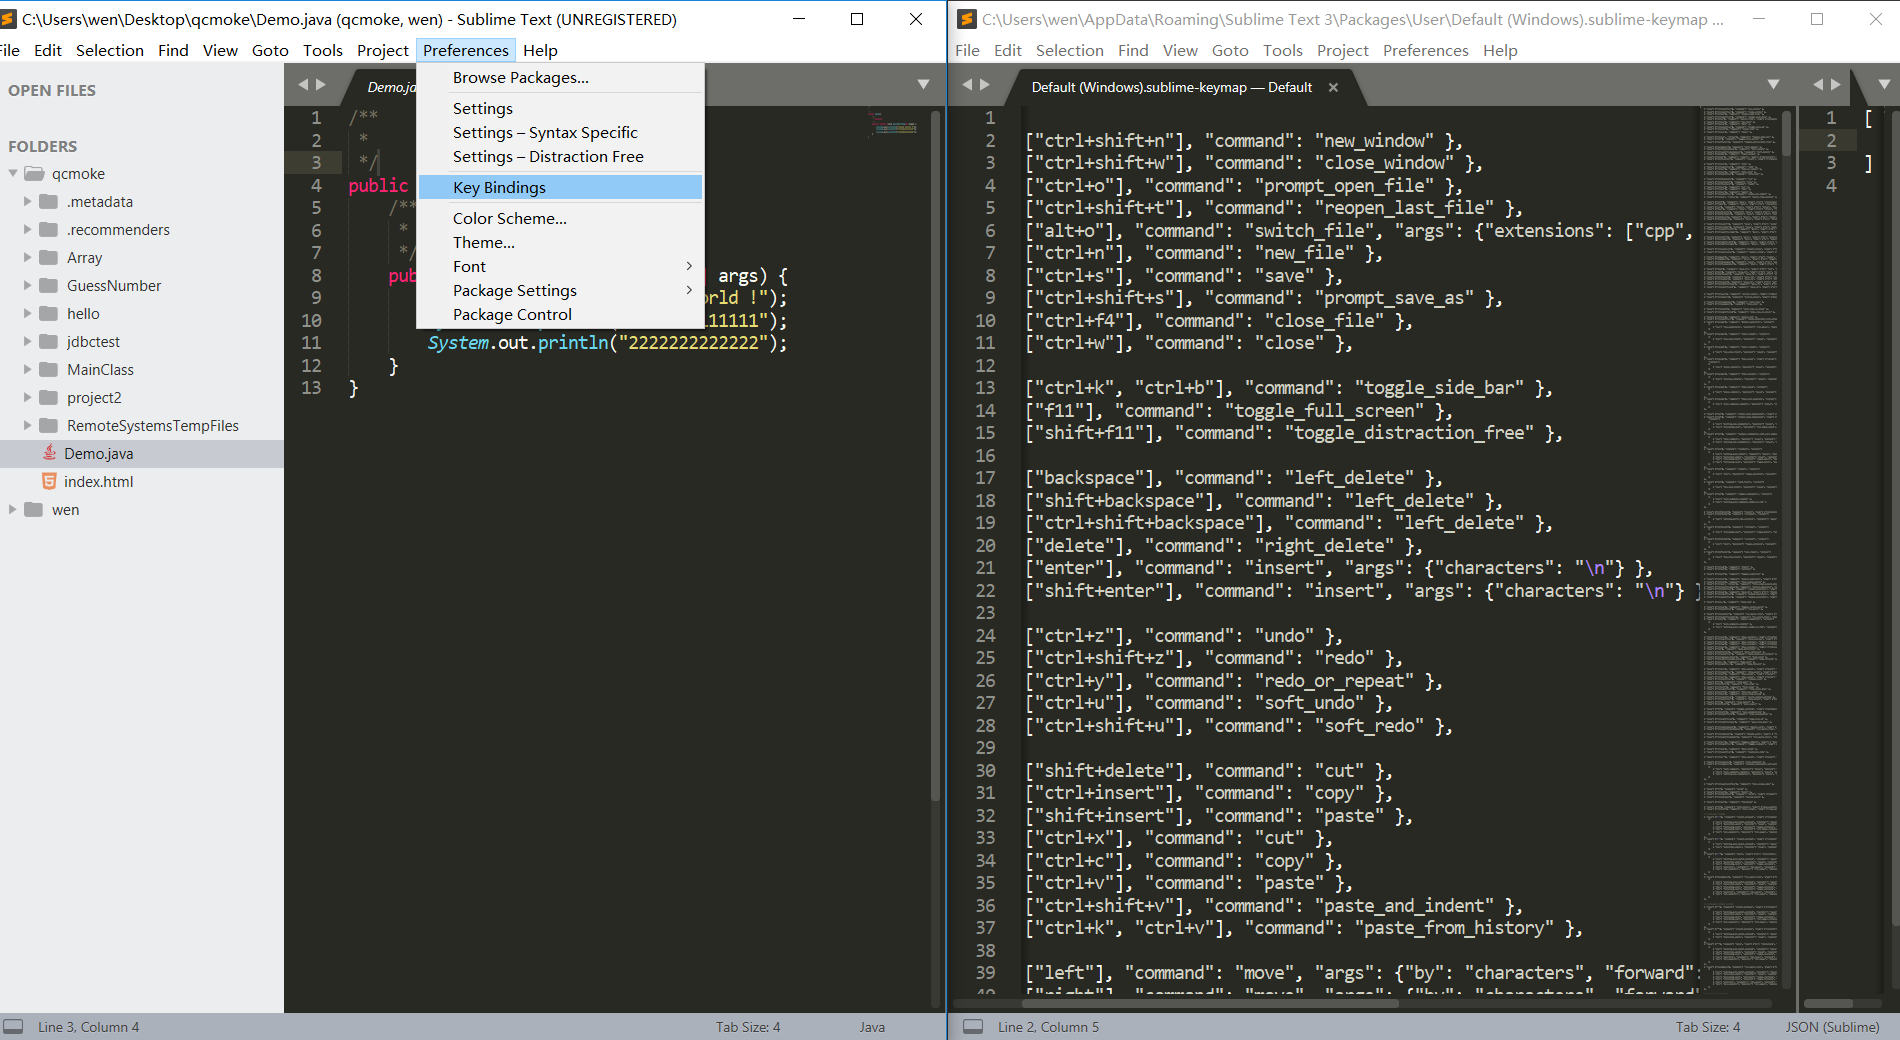 C:\Users\wen\Desktop\qcmoke\Demo.java (qcmoke, wen) - Sublime Text (UNREGISTERED)
File Edit Selection Find View Goto Tools Project Preferences Help
OPEN FILES
FOLDERS
qcmoke
.metadata
.recommenders
Array
GuessNumber
hello
jdbctest
MainClass
project2
RemoteSystemsTempFiles
Demo.java
index.html
wen
Demo.ja
1 /**
2 *
3 */
4 public
5 /**
6 *
7 */
8 pub args) {
9 orld !");
10 111111");
11 System.out.println("2222222222222");
12 }
13 }
Browse Packages...
Settings
Settings – Syntax Specific
Settings – Distraction Free
Key Bindings
Color Scheme...
Theme...
Font
Package Settings
Package Control
Line 3, Column 4
Tab Size: 4
Java
C:\Users\wen\AppData\Roaming\Sublime Text 3\Packages\User\Default (Windows).sublime-keymap ...
File Edit Selection Find View Goto Tools Project Preferences Help
Default (Windows).sublime-keymap — Default
1
2 ["ctrl+shift+n"], "command": "new_window" },
3 ["ctrl+shift+w"], "command": "close_window" },
4 ["ctrl+o"], "command": "prompt_open_file" },
5 ["ctrl+shift+t"], "command": "reopen_last_file" },
6 ["alt+o"], "command": "switch_file", "args": {"extensions": ["cpp",
7 ["ctrl+n"], "command": "new_file" },
8 ["ctrl+s"], "command": "save" },
9 ["ctrl+shift+s"], "command": "prompt_save_as" },
10 ["ctrl+f4"], "command": "close_file" },
11 ["ctrl+w"], "command": "close" },
12
13 ["ctrl+k", "ctrl+b"], "command": "toggle_side_bar" },
14 ["f11"], "command": "toggle_full_screen" },
15 ["shift+f11"], "command": "toggle_distraction_free" },
16
17 ["backspace"], "command": "left_delete" },
18 ["shift+backspace"], "command": "left_delete" },
19 ["ctrl+shift+backspace"], "command": "left_delete" },
20 ["delete"], "command": "right_delete" },
21 ["enter"], "command": "insert", "args": {"characters": "\n"} },
22 ["shift+enter"], "command": "insert", "args": {"characters": "\n"} }
23
24 ["ctrl+z"], "command": "undo" },
25 ["ctrl+shift+z"], "command": "redo" },
26 ["ctrl+y"], "command": "redo_or_repeat" },
27 ["ctrl+u"], "command": "soft_undo" },
28 ["ctrl+shift+u"], "command": "soft_redo" },
29
30 ["shift+delete"], "command": "cut" },
31 ["ctrl+insert"], "command": "copy" },
32 ["shift+insert"], "command": "paste" },
33 ["ctrl+x"], "command": "cut" },
34 ["ctrl+c"], "command": "copy" },
35 ["ctrl+v"], "command": "paste" },
36 ["ctrl+shift+v"], "command": "paste_and_indent" },
37 ["ctrl+k", "ctrl+v"], "command": "paste_from_history" },
38
39 ["left"], "command": "move", "args": {"by": "characters", "forward":
1 [
2
3 ]
4
Line 2, Column 5
Tab Size: 4
JSON (Sublime)